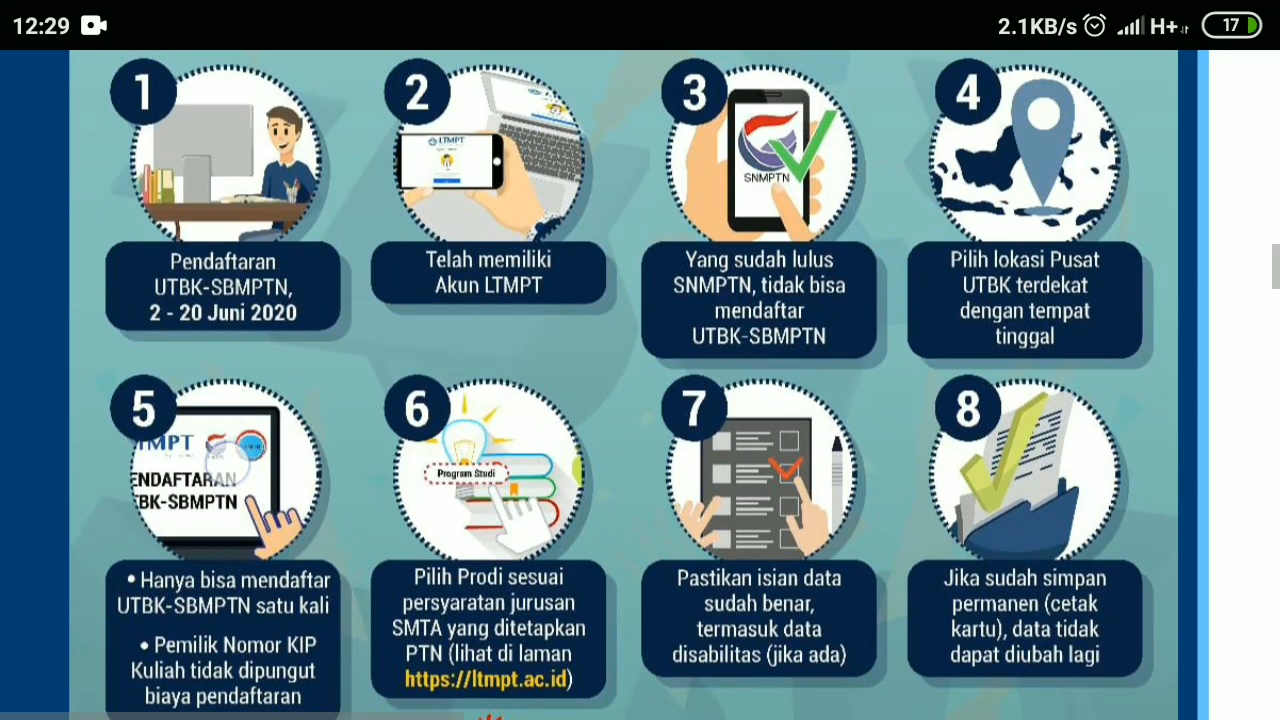 12:29
2.1KB/s
H+
17
1
2
3
4
LTMPT
SNMPTN
Pendaftaran
UTBK-SBMPTN,
2 - 20 Juni 2020
Telah memiliki
Akun LTMPT
Yang sudah lulus
SNMPTN, tidak bisa
mendaftar
UTBK-SBMPTN
Pilih lokasi Pusat
UTBK terdekat
dengan tempat
tinggal
5
6
7
8
TMPT
ENDAFTARAN
BK-SBMPTN
Program Studi
• Hanya bisa mendaftar
UTBK-SBMPTN satu kali
• Pemilik Nomor KIP
Kuliah tidak dipungut
biaya pendaftaran
Pilih Prodi sesuai
persyaratan jurusan
SMTA yang ditetapkan
PTN (lihat di laman
https://ltmpt.ac.id)
Pastikan isian data
sudah benar,
termasuk data
disabilitas (jika ada)
Jika sudah simpan
permanen (cetak
kartu), data tidak
dapat diubah lagi